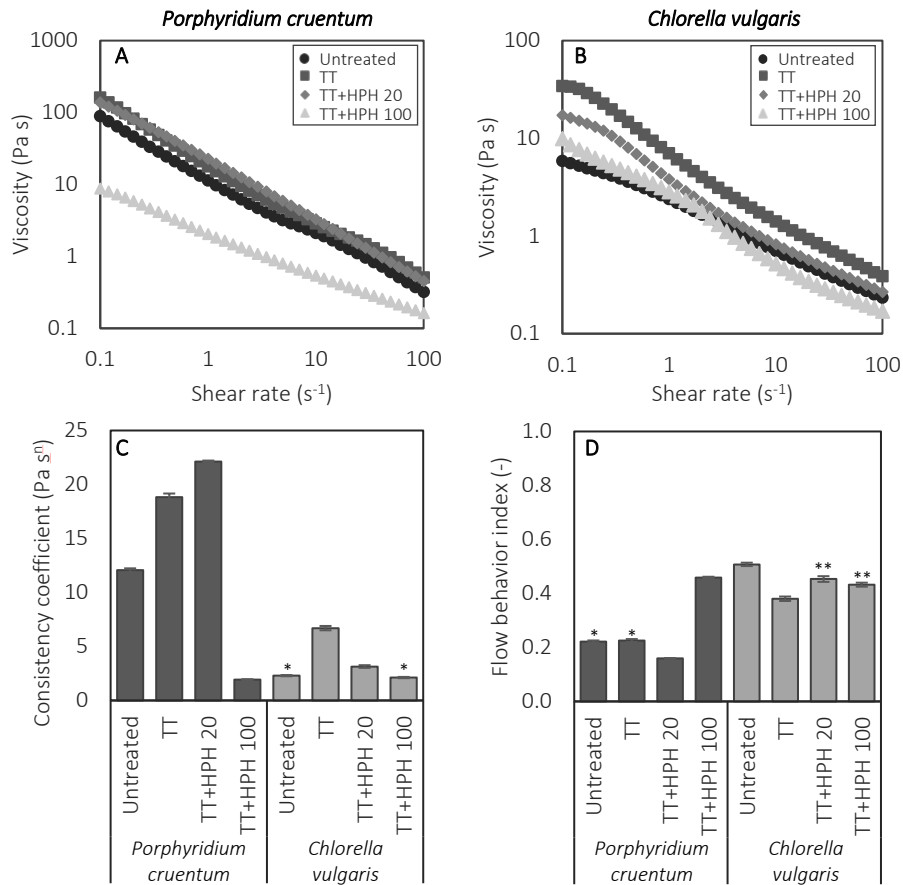 Porphyridium cruentum
Chlorella vulgaris
A
Untreated
TT
TT+HPH 20
TT+HPH 100
1000
100
10
1
0.1
Viscosity (Pa s)
0.1
1
10
100
Shear rate (s⁻¹)
B
Untreated
TT
TT+HPH 20
TT+HPH 100
100
10
1
0.1
Viscosity (Pa s)
0.1
1
10
100
Shear rate (s⁻¹)
C
25
20
15
10
5
0
Consistency coefficient (Pa sⁿ)
*
*
Untreated
TT
TT+HPH 20
TT+HPH 100
Untreated
TT
TT+HPH 20
TT+HPH 100
Porphyridium
cruentum
Chlorella
vulgaris
D
1.0
0.8
0.6
0.4
0.2
0.0
Flow behavior index (-)
*
*
**
**
Untreated
TT
TT+HPH 20
TT+HPH 100
Untreated
TT
TT+HPH 20
TT+HPH 100
Porphyridium
cruentum
Chlorella
vulgaris